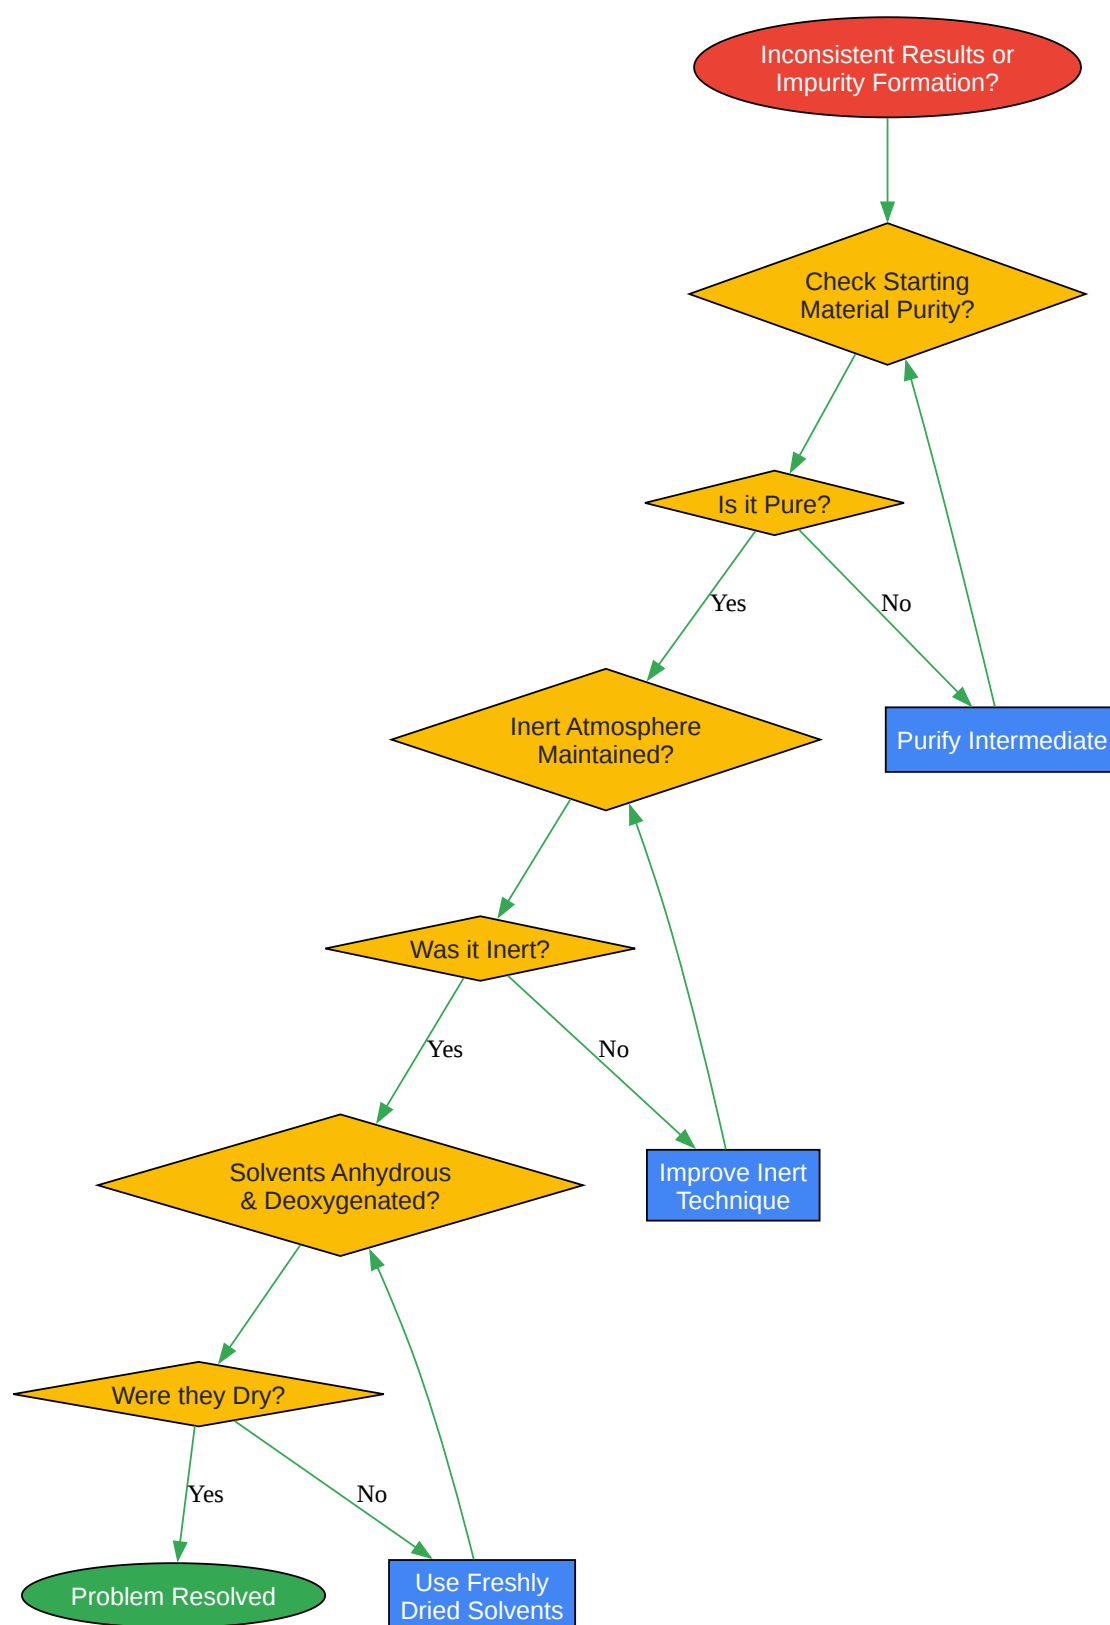 Inconsistent Results or
Impurity Formation?
Check Starting
Material Purity?
Is it Pure?
Yes
No
Inert Atmosphere
Maintained?
Purify Intermediate
Was it Inert?
Yes
No
Solvents Anhydrous
& Deoxygenated?
Improve Inert
Technique
Were they Dry?
Yes
No
Problem Resolved
Use Freshly
Dried Solvents